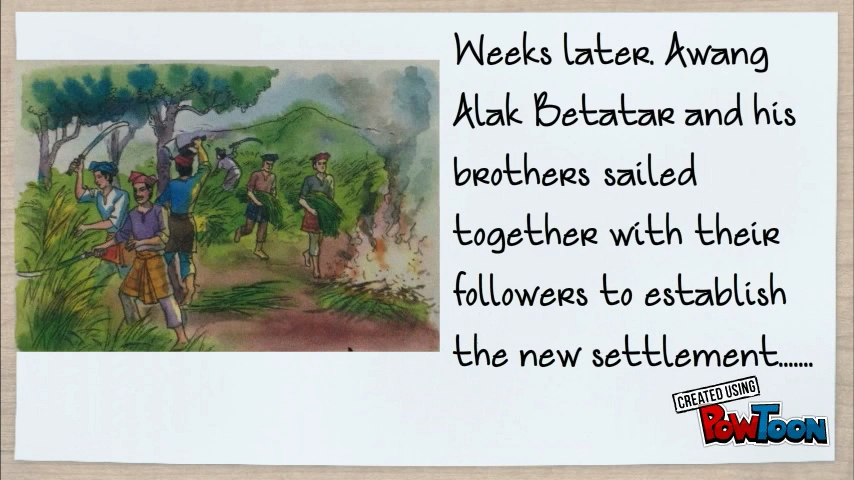 Weeks later. Awang
Alak Betatar and his
brothers sailed
together with their
followers to establish
the new settlement.......
CREATED USING
POWTOON